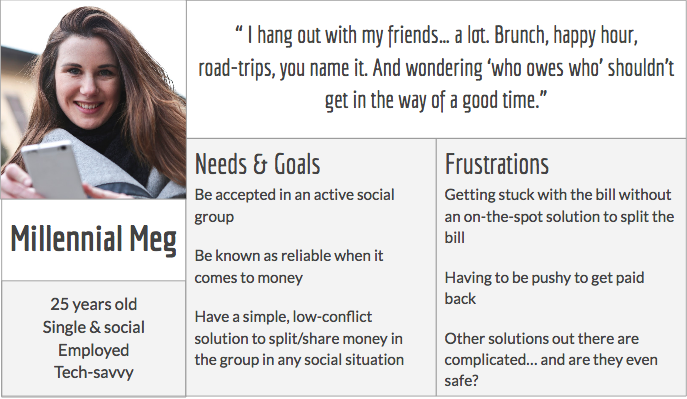 “ I hang out with my friends... a lot. Brunch, happy hour,
road-trips, you name it. And wondering ‘who owes who’ shouldn’t
get in the way of a good time.”
Millennial Meg
25 years old
Single & social
Employed
Tech-savvy
Needs & Goals
Be accepted in an active social
group
Be known as reliable when it
comes to money
Have a simple, low-conflict
solution to split/share money in
the group in any social situation
Frustrations
Getting stuck with the bill without
an on-the-spot solution to split the
bill
Having to be pushy to get paid
back
Other solutions out there are
complicated... and are they even
safe?